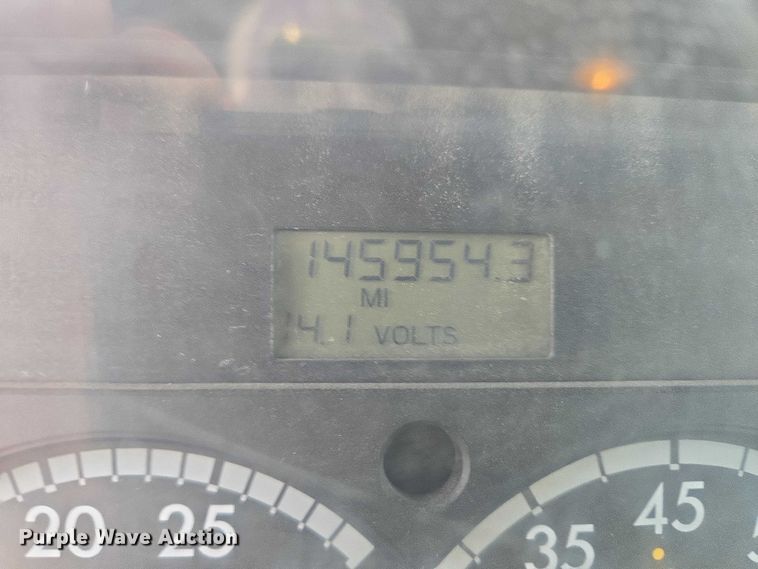 145954.3
MI
14.1 VOLTS
20 25 35 45
Purple Wave Auction